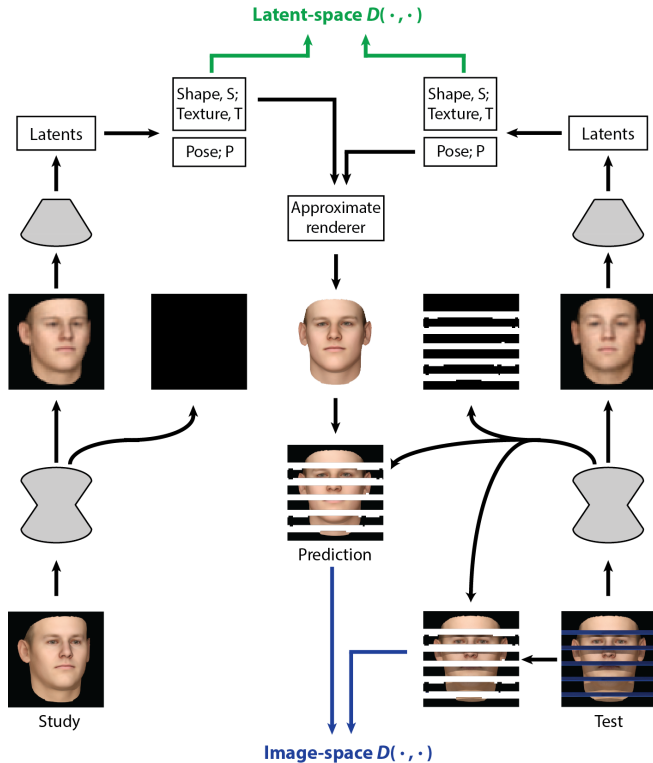 Latent-space D(·,·)
Shape, S;
Texture, T
Pose; P
Latents
Shape, S;
Texture, T
Pose; P
Latents
Approximate
renderer
Prediction
Study
Test
Image-space D(·,·)